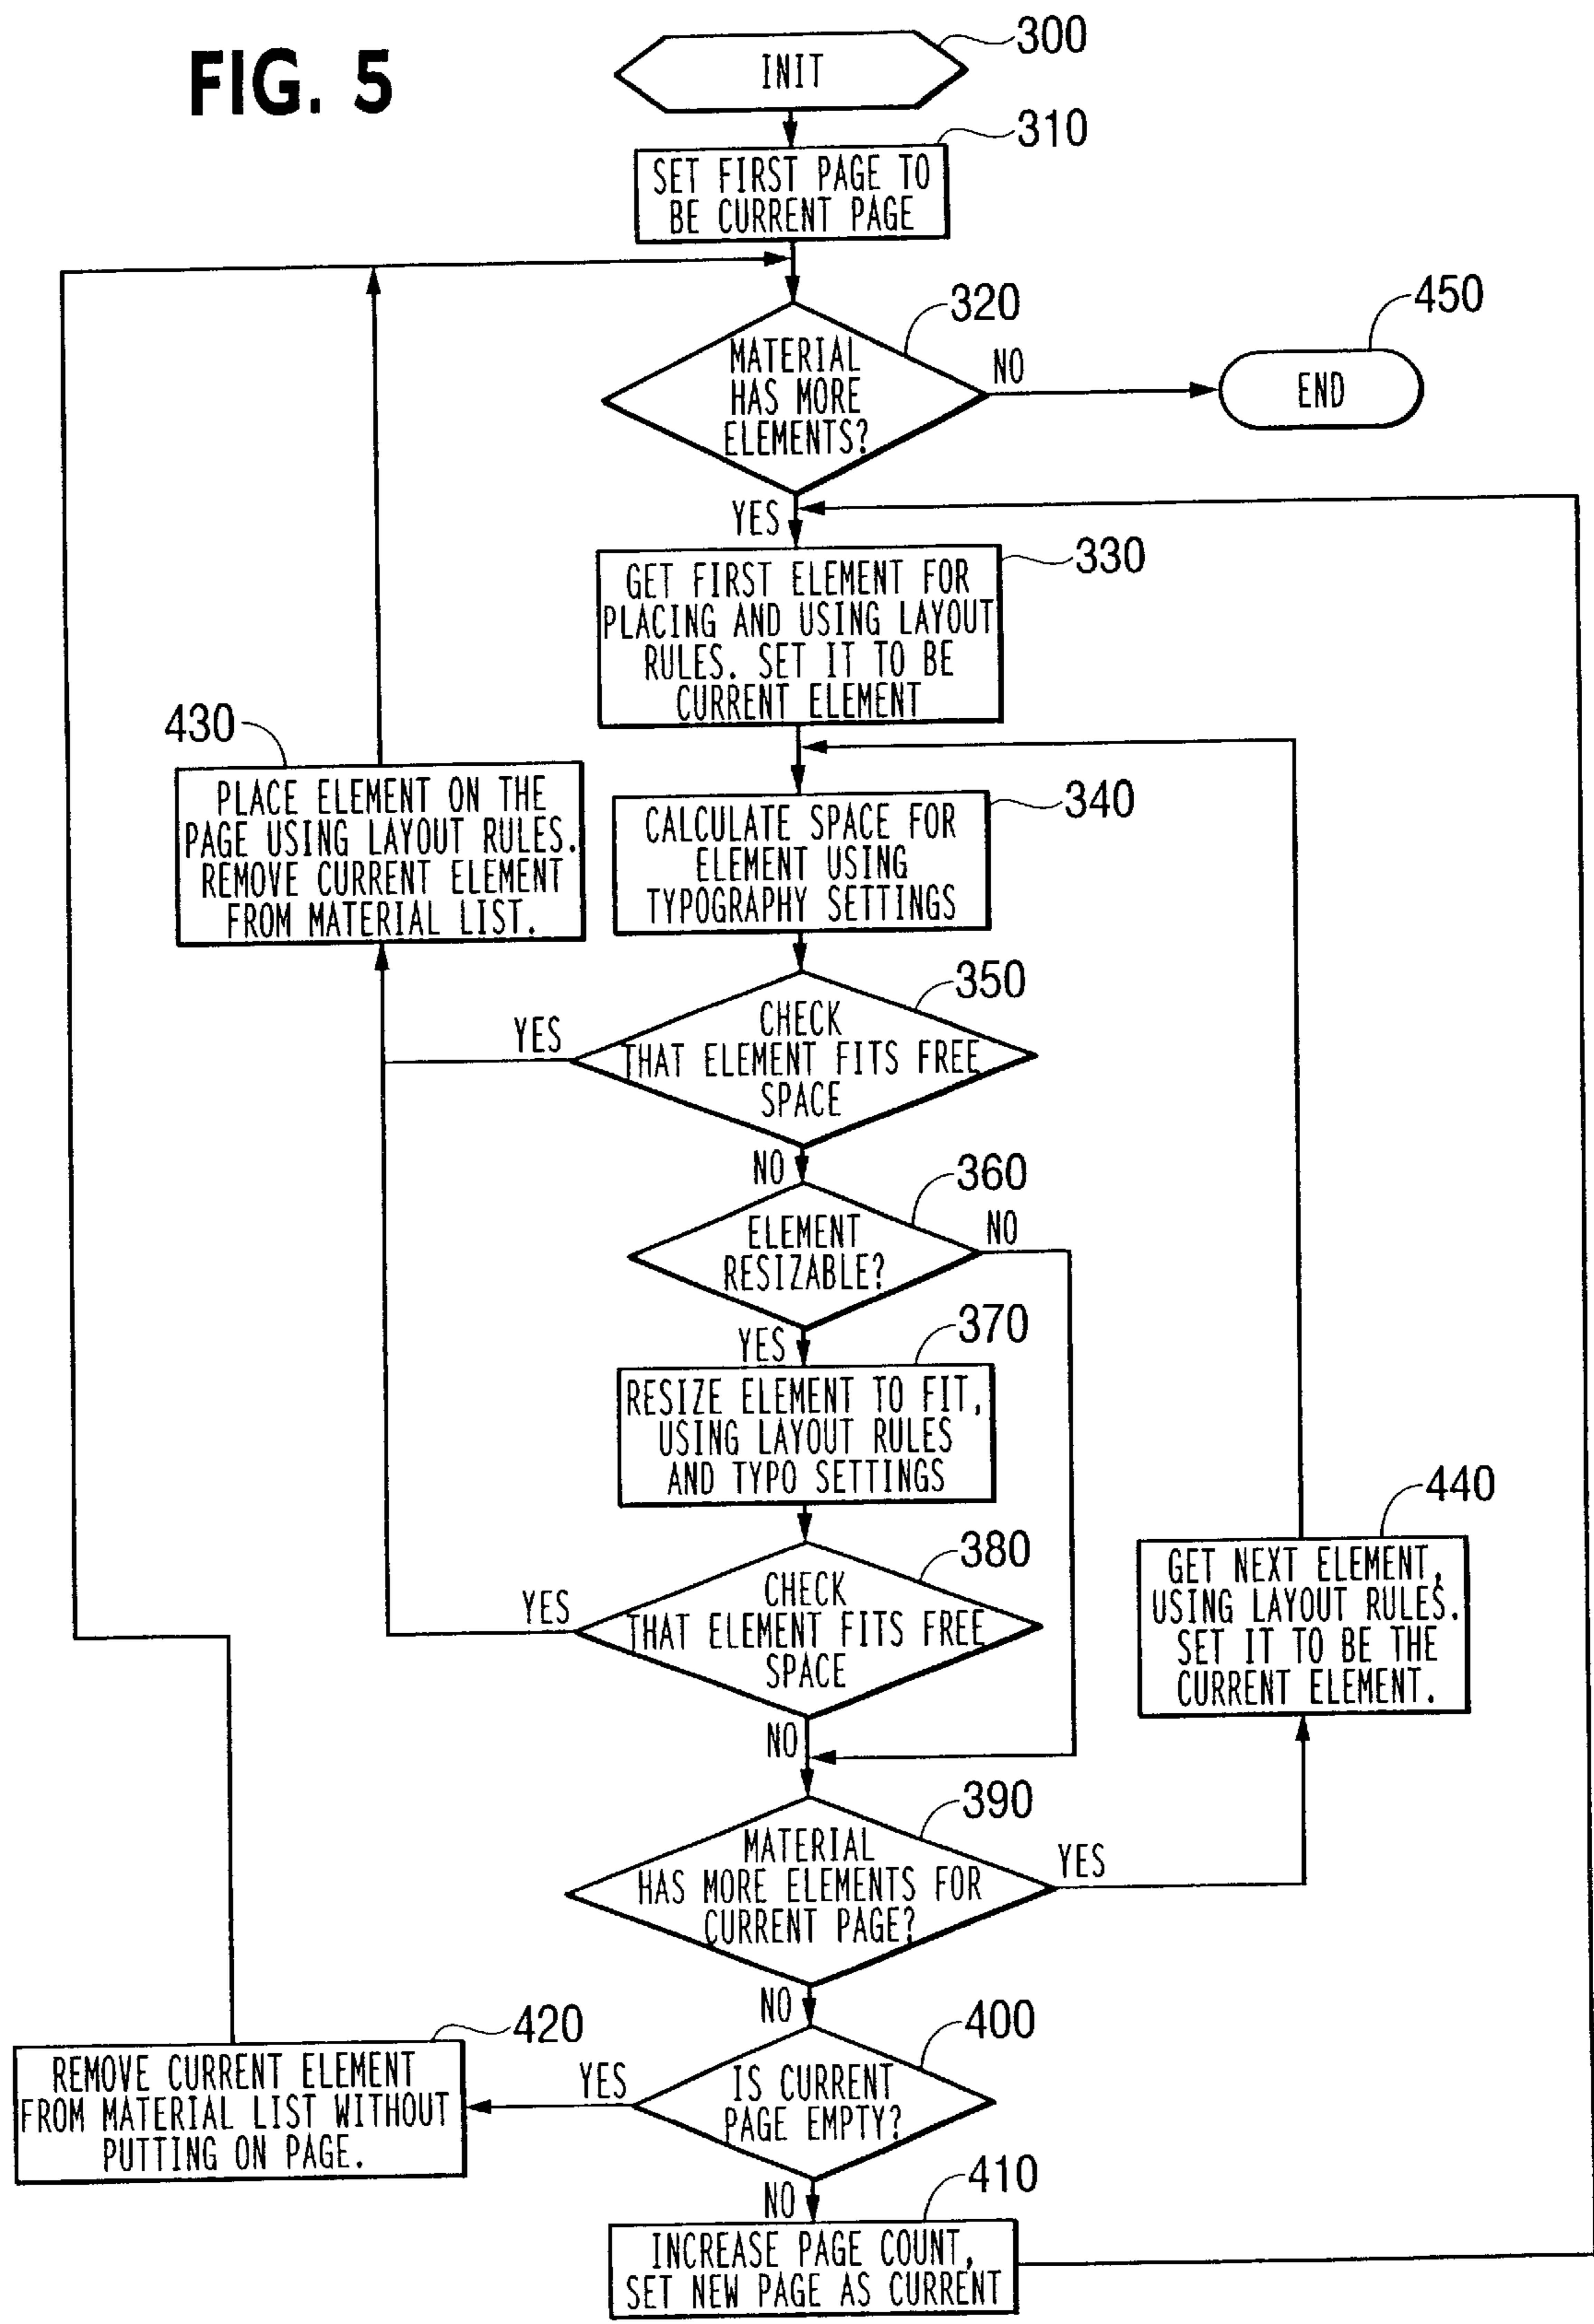 FIG. 5
300
INIT
310
SET FIRST PAGE TO
BE CURRENT PAGE
320
MATERIAL
HAS MORE
ELEMENTS?
NO
450
END
YES
330
GET FIRST ELEMENT FOR
PLACING AND USING LAYOUT
RULES. SET IT TO BE
CURRENT ELEMENT
430
PLACE ELEMENT ON THE
PAGE USING LAYOUT RULES.
REMOVE CURRENT ELEMENT
FROM MATERIAL LIST.
340
CALCULATE SPACE FOR
ELEMENT USING
TYPOGRAPHY SETTINGS
350
YES
CHECK
THAT ELEMENT FITS FREE
SPACE
NO
360
ELEMENT
RESIZABLE?
NO
YES
370
RESIZE ELEMENT TO FIT,
USING LAYOUT RULES
AND TYPO SETTINGS
440
GET NEXT ELEMENT,
USING LAYOUT RULES.
SET IT TO BE THE
CURRENT ELEMENT.
380
YES
CHECK
THAT ELEMENT FITS FREE
SPACE
NO
390
MATERIAL
HAS MORE ELEMENTS FOR
CURRENT PAGE?
YES
NO
400
420
REMOVE CURRENT ELEMENT
FROM MATERIAL LIST WITHOUT
PUTTING ON PAGE.
YES
IS CURRENT
PAGE EMPTY?
NO
410
INCREASE PAGE COUNT,
SET NEW PAGE AS CURRENT